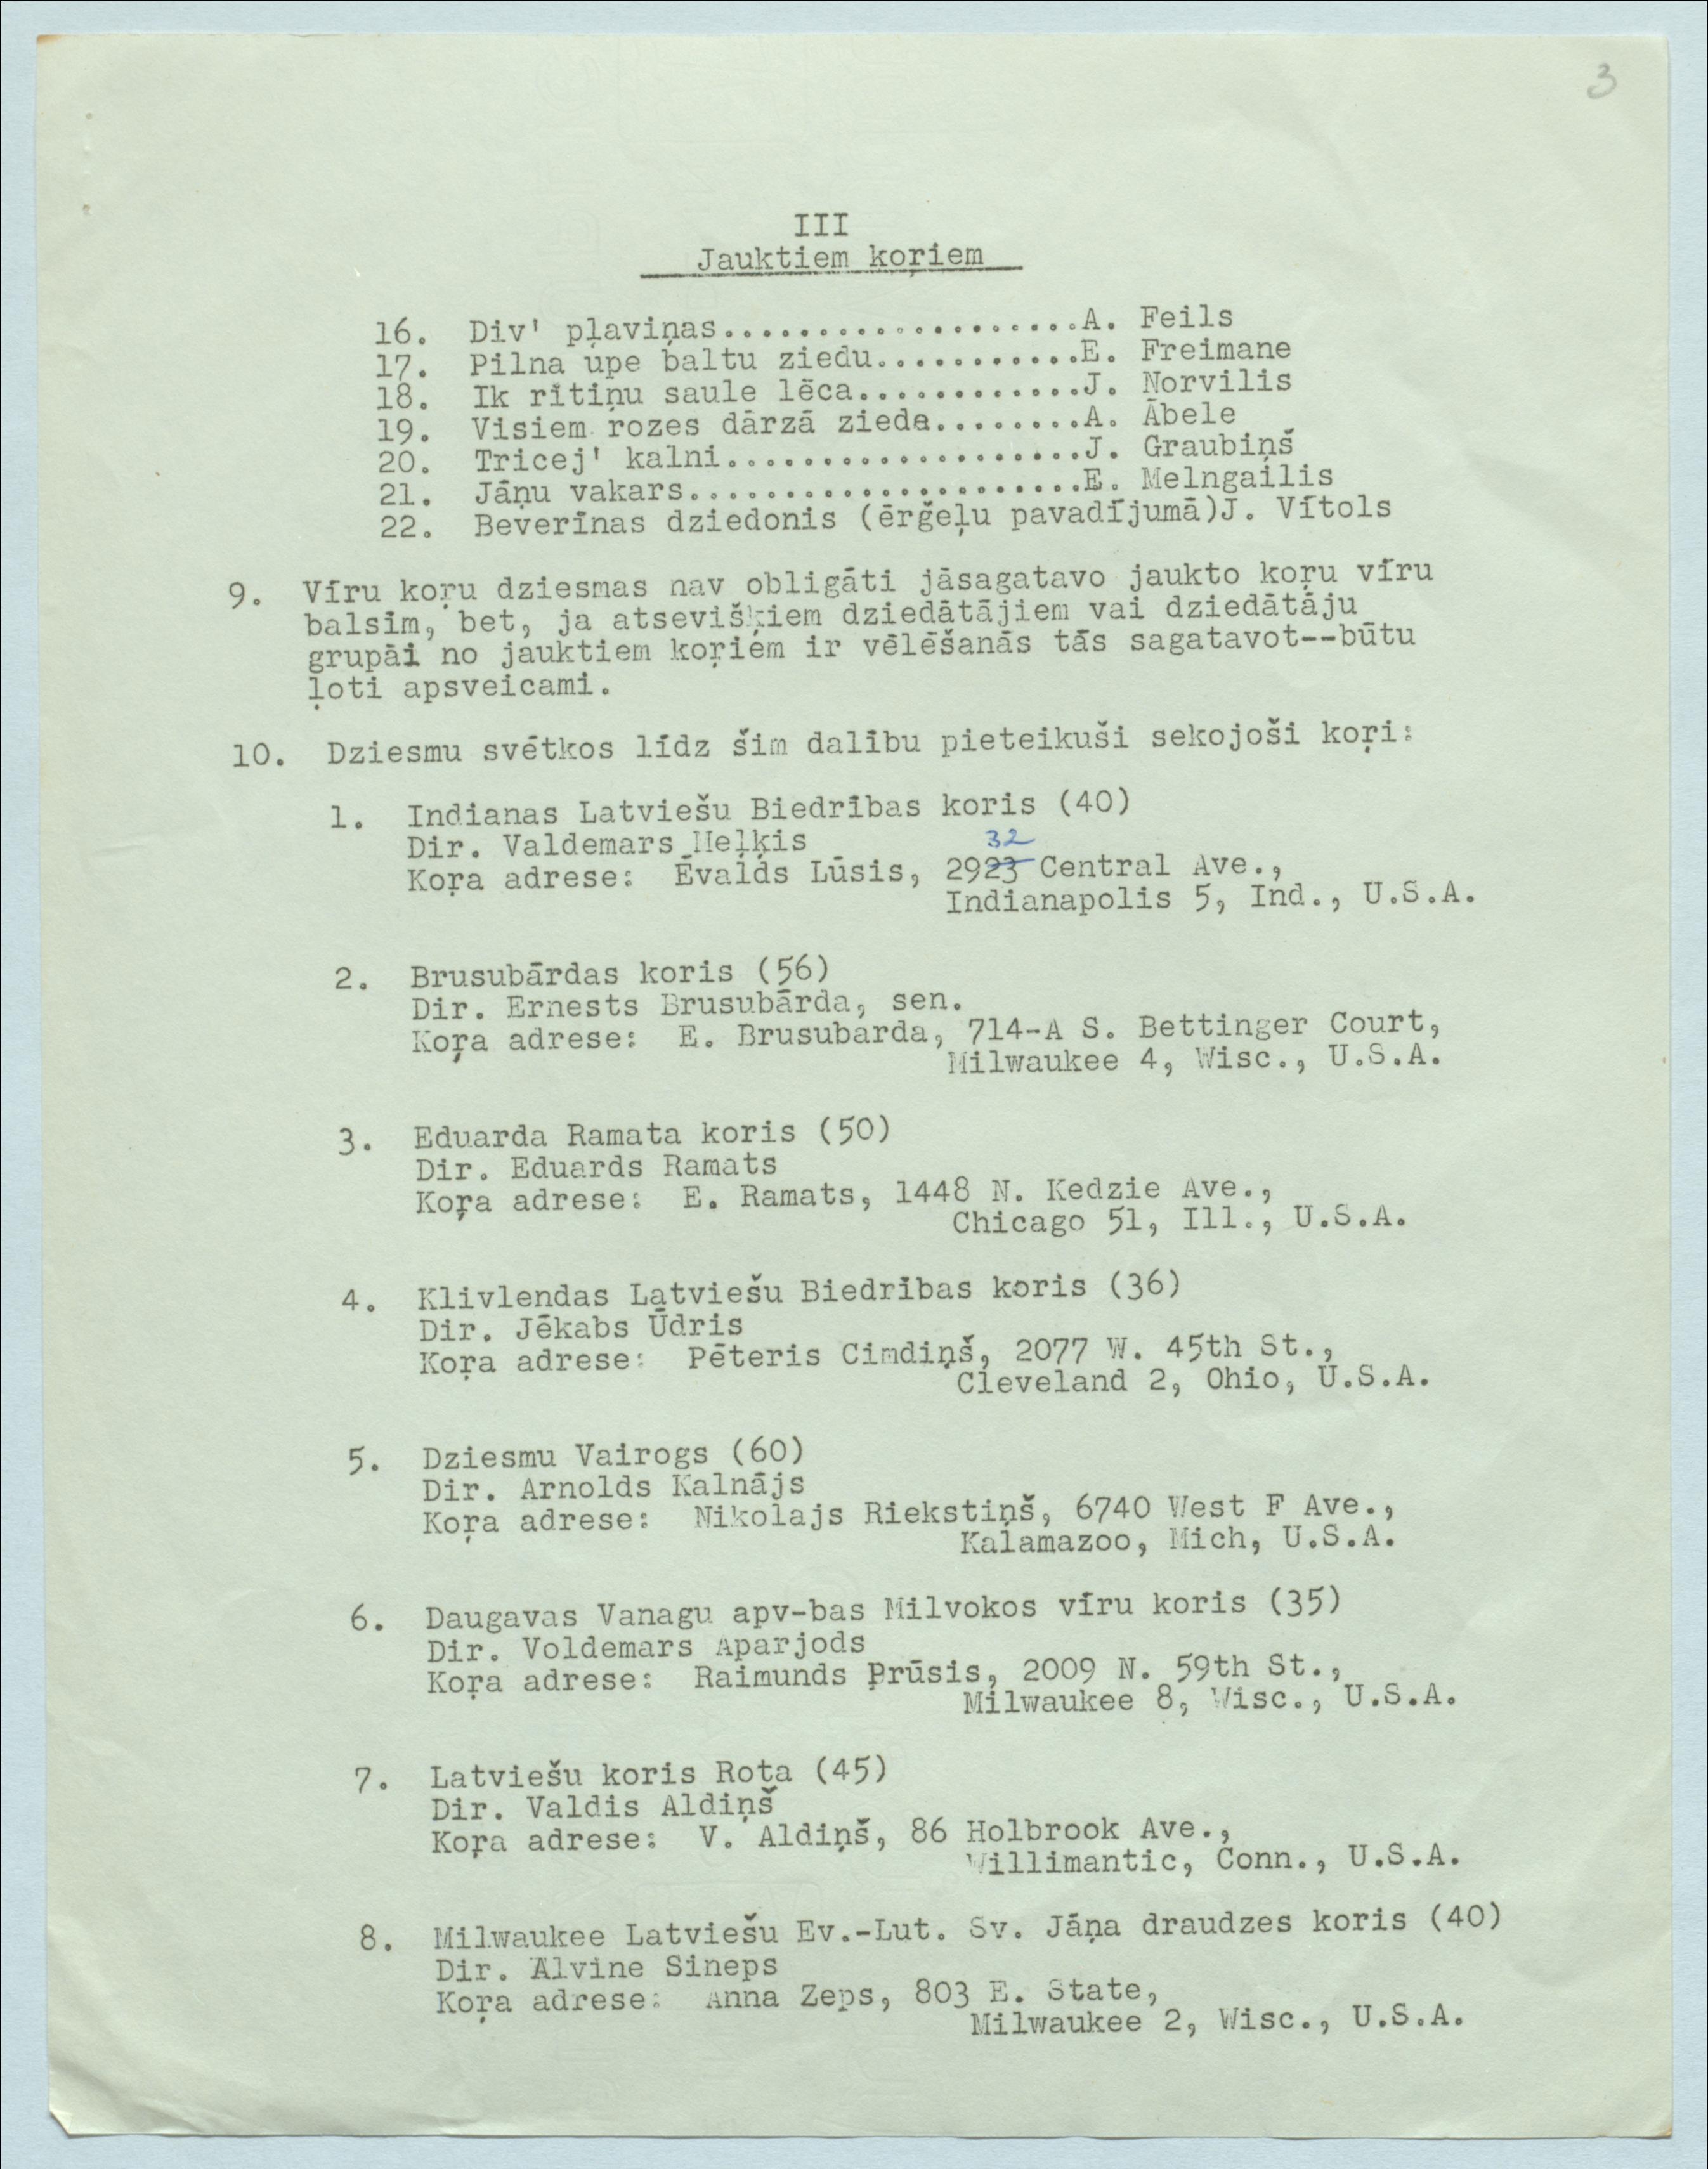 3
III
Jauktiem koŗiem
16. Div' pļaviņas...................A. Feils
17. Pilna upe baltu ziedu...........E. Freimane
18. Ik rītiņu saule lēca............J. Norvilis
19. Visiem rozes dārzā zieda........A. Ābele
20. Tricej' kalni...................J. Graubiņš
21. Jāņu vakars.....................E. Melngailis
22. Beverīnas dziedonis (ērģeļu pavadījumā)J. Vītols
9. Vīru koŗu dziesmas nav obligāti jāsagatavo jaukto koŗu vīru
balsīm, bet, ja atsevišķiem dziedātājiem vai dziedātāju
grupāi no jauktiem koŗiem ir vēlēšanās tās sagatavot--būtu
ļoti apsveicami.
10. Dziesmu svētkos līdz šim dalību pieteikuši sekojoši koŗi:
1. Indianas Latviešu Biedrības koris (40)
Dir. Valdemars Meļķis
32
Koŗa adrese: Ēvalds Lūsis, 2923 Central Ave.,
Indianapolis 5, Ind., U.S.A.
2. Brusubārdas koris (56)
Dir. Ernests Brusubārda, sen.
Koŗa adrese: E. Brusubarda, 714-A S. Bettinger Court,
Milwaukee 4, Wisc., U.S.A.
3. Eduarda Ramata koris (50)
Dir. Eduards Ramats
Koŗa adrese: E. Ramats, 1448 N. Kedzie Ave.,
Chicago 51, Ill., U.S.A.
4. Klivlendas Latviešu Biedrības koris (36)
Dir. Jēkabs Ūdris
Koŗa adrese: Pēteris Cimdiņš, 2077 W. 45th St.,
Cleveland 2, Ohio, U.S.A.
5. Dziesmu Vairogs (60)
Dir. Arnolds Kalnājs
Koŗa adrese: Nikolajs Riekstiņš, 6740 West F Ave.,
Kalamazoo, Mich, U.S.A.
6. Daugavas Vanagu apv-bas Milvokos vīru koris (35)
Dir. Voldemars Aparjods
Koŗa adrese: Raimunds Prūsis, 2009 N. 59th St.,
Milwaukee 8, Wisc., U.S.A.
7. Latviešu koris Rota (45)
Dir. Valdis Aldiņš
Koŗa adrese: V. Aldiņš, 86 Holbrook Ave.,
Willimantic, Conn., U.S.A.
8. Milwaukee Latviešu Ev.-Lut. Sv. Jāņa draudzes koris (40)
Dir. Alvine Sineps
Koŗa adrese: Anna Zeps, 803 E. State,
Milwaukee 2, Wisc., U.S.A.